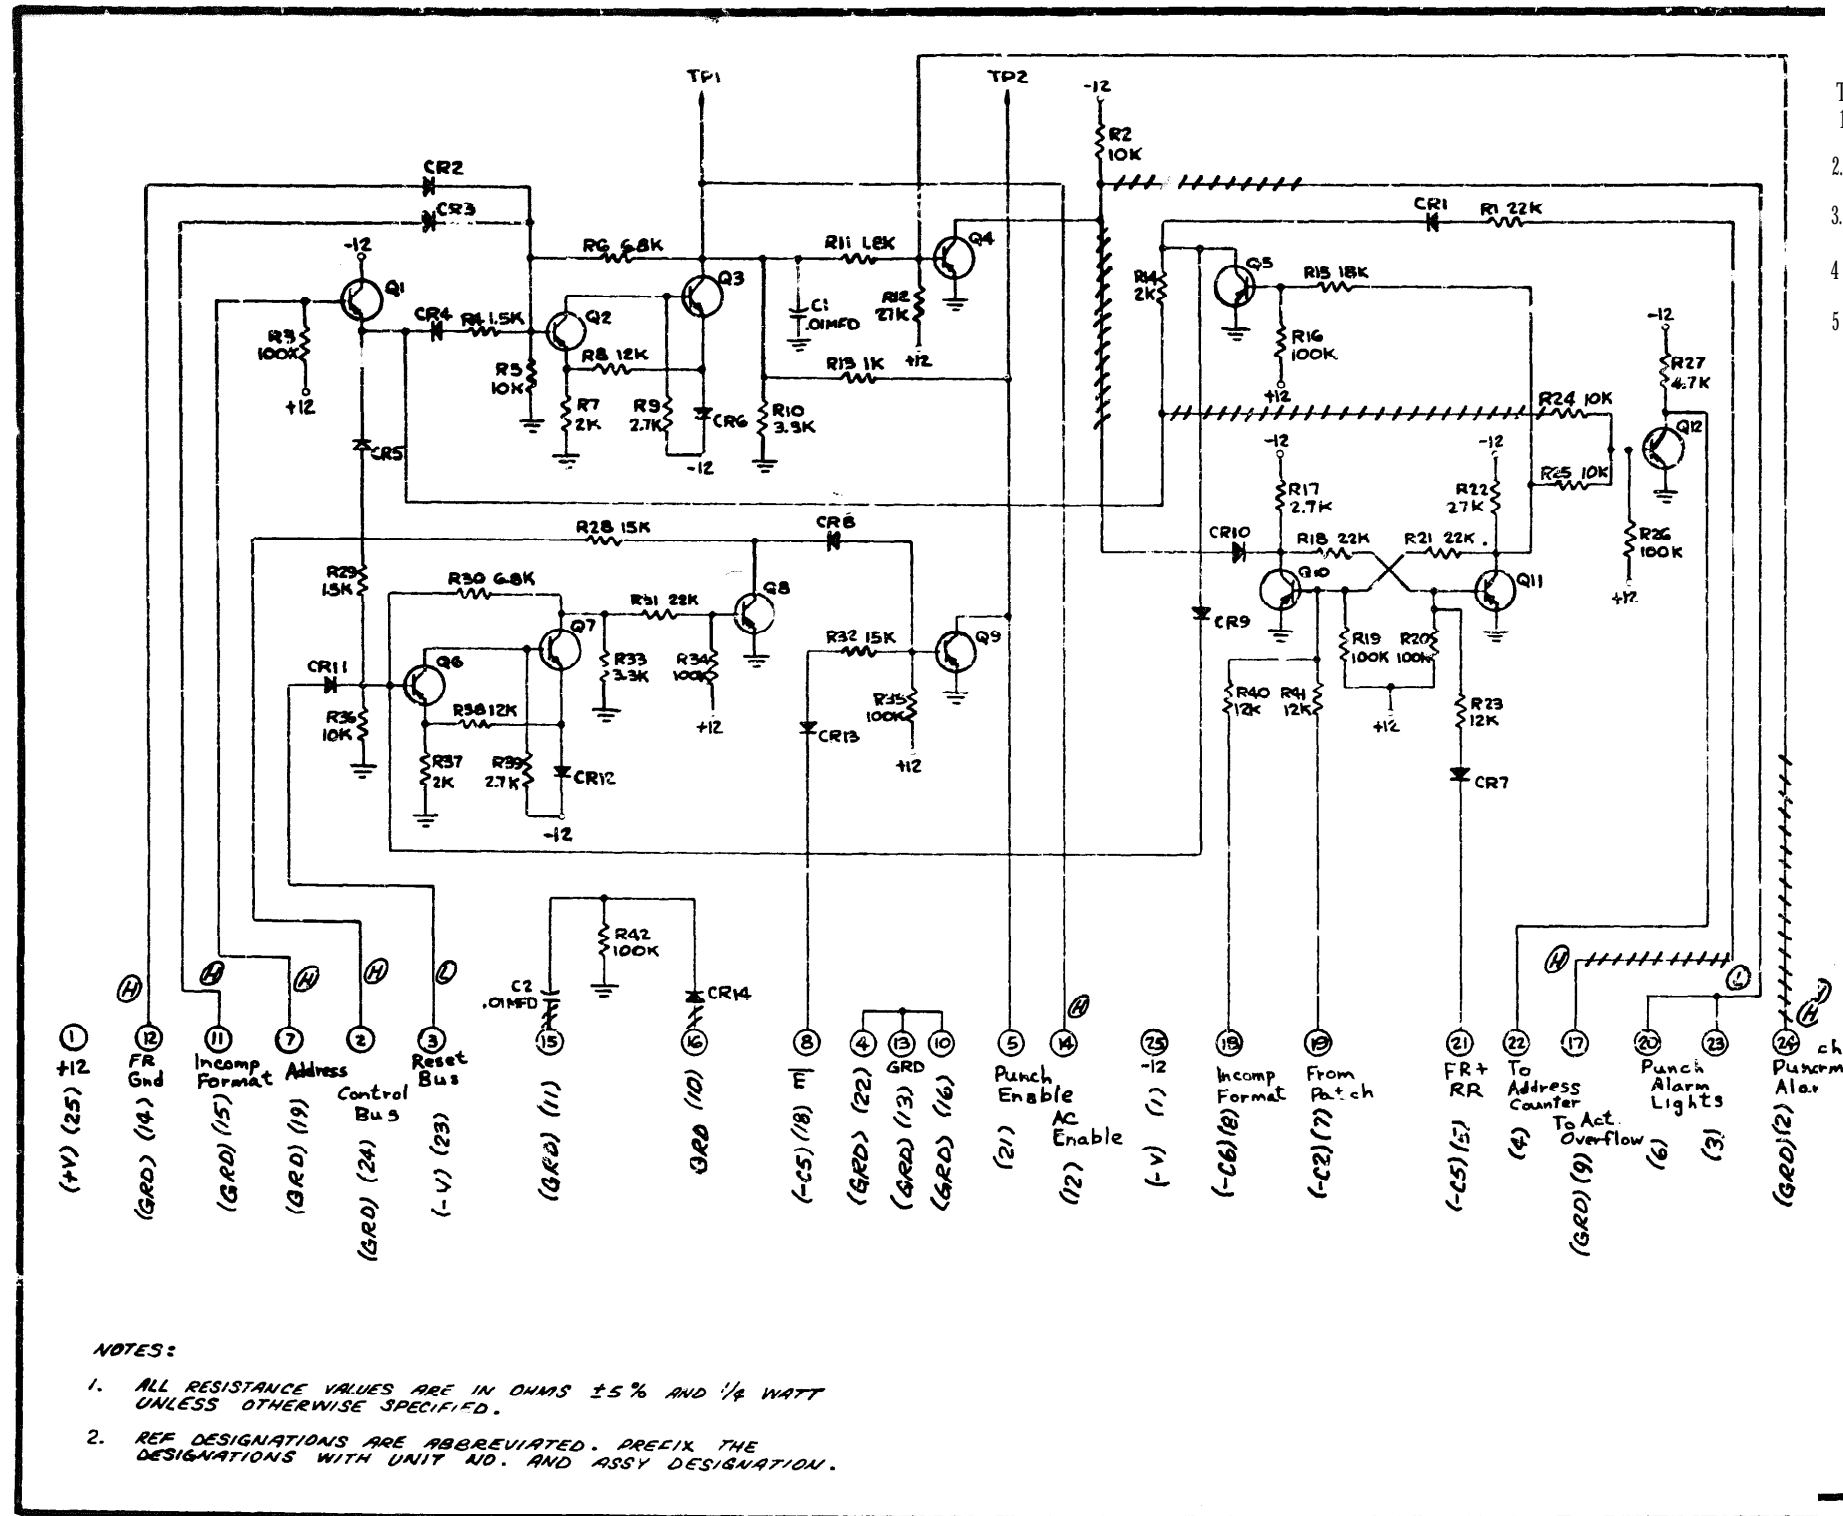 TP1
TP2
-12
R2
10K
CR2
CR3
CR1
R1 22K
-12
R6 6.8K
R11 1.8K
Q4
Q5
R15 18K
Q1
Q3
R14
2K
R12
27K
C1
.01MFD
CR4
R4 1.5K
Q2
R3
100K
+12
R8 12K
R13 1K
+12
R16
100K
+12
-12
R27
4.7K
R5
10K
R7
2K
R9
2.7K
CR6
R10
3.9K
-12
R24 10K
Q12
CR5
-12
-12
R25 10K
R17
2.7K
R22
27K
R28 15K
CR8
CR10
R18 22K
R21 22K
R26
100K
+12
R29
1.5K
R30 6.8K
R31 22K
Q8
Q10
Q11
Q7
CR9
R32 15K
Q9
R19
100K
R20
100K
CR11
Q6
R33
3.3K
R34
100K
+12
R36
10K
R38 12K
R35
100K
+12
R40
12K
R41
12K
+12
R23
12K
CR13
R37
2K
R39
2.7K
CR12
-12
CR7
R42
100K
C2
.01MFD
CR14
H
H
H
H
L
H
H
L
H
1
12
11
7
2
3
15
16
8
4
13
10
5
14
25
18
19
21
22
17
20
23
24
+12
FR
Gnd
Incomp
Format
Address
Control
Bus
Reset
Bus
GRD
Punch
Enable
AC
Enable
-12
Incomp
Format
From
Patch
FR+
RR
To
Address
Counter
To Act.
Overflow
Punch
Alarm
Lights
(+V) (25)
(GRD) (14)
(GRD) (15)
(GRD) (19)
(GRD) (24)
(-V) (23)
(GRD) (11)
GRD (10)
(-C5) (18)
(GRD) (22)
(GRD) (13)
(GRD) (16)
(21)
(12)
(-V) (1)
(-C6) (8)
(-C2) (7)
(-C5) (5)
(4)
(GRD) (9)
(6)
(3)
(GRD) (2)
2.
3.
4
5
NOTES:
1. ALL RESISTANCE VALUES ARE IN OHMS ±5% AND 1/4 WATT
UNLESS OTHERWISE SPECIFIED.
2. REF DESIGNATIONS ARE ABBREVIATED. PREFIX THE
DESIGNATIONS WITH UNIT NO. AND ASSY DESIGNATION.